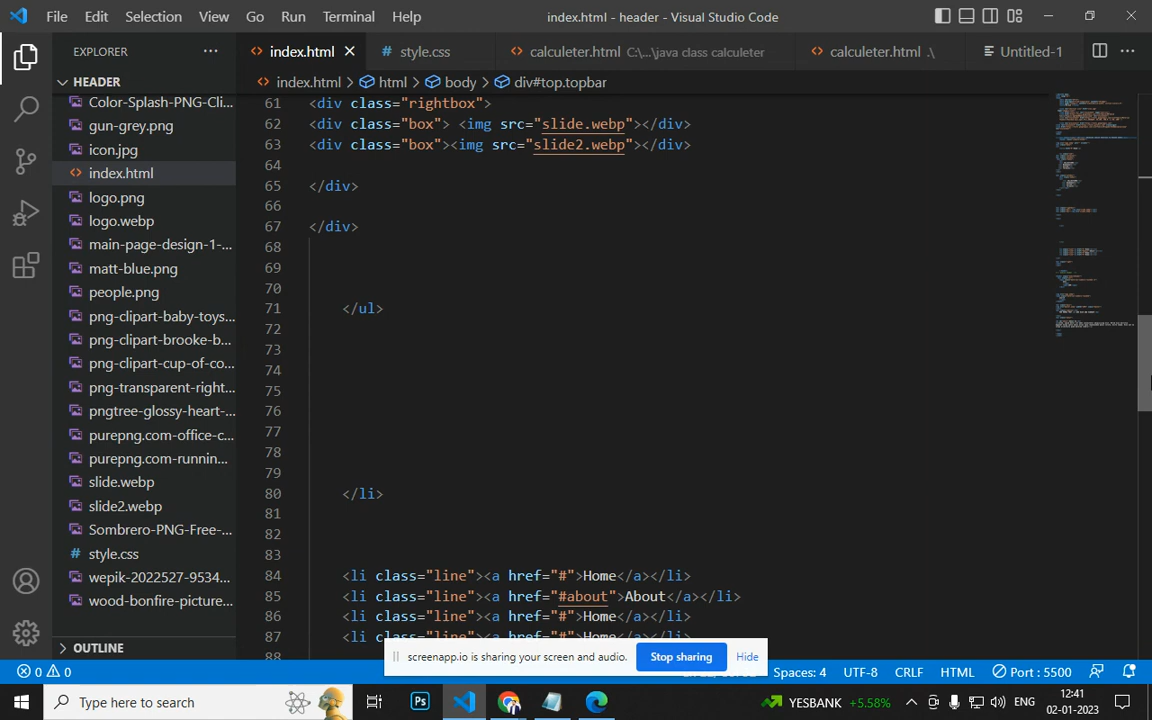 File Edit Selection View Go Run Terminal Help index.html - header - Visual Studio Code
EXPLORER
index.html
style.css
calculeter.html C:\...\java class calculeter
calculeter.html .\
Untitled-1
HEADER
index.html > html > body > div#top.topbar
Color-Splash-PNG-Cli...
gun-grey.png
icon.jpg
index.html
logo.png
logo.webp
main-page-design-1-...
matt-blue.png
people.png
png-clipart-baby-toys...
png-clipart-brooke-b...
png-clipart-cup-of-co...
png-transparent-right...
pngtree-glossy-heart-...
purepng.com-office-c...
purepng.com-runnin...
slide.webp
slide2.webp
Sombrero-PNG-Free-...
style.css
wepik-2022527-9534...
wood-bonfire-picture...
OUTLINE
61 <div class="rightbox">
62 <div class="box"> <img src="slide.webp"></div>
63 <div class="box"><img src="slide2.webp"></div>
64
65 </div>
66
67 </div>
68
69
70
71 </ul>
72
73
74
75
76
77
78
79
80 </li>
81
82
83
84 <li class="line"><a href="#">Home</a></li>
85 <li class="line"><a href="#about">About</a></li>
86 <li class="line"><a href="#">Home</a></li>
87 <li class="line"><a href="#">Home</a></li>
88
screenapp.io is sharing your screen and audio. Stop sharing Hide
0 0 Spaces: 4 UTF-8 CRLF HTML Port : 5500
Type here to search
Ps
YESBANK +5.58% ENG
12:41
02-01-2023